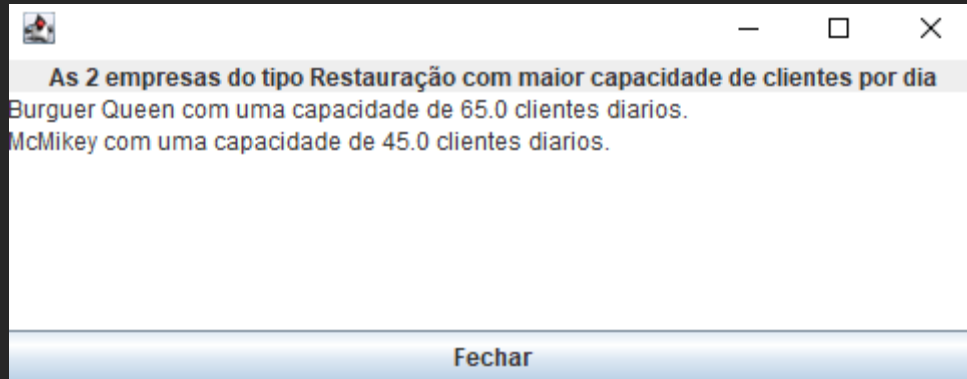 As 2 empresas do tipo Restauração com maior capacidade de clientes por dia
Burguer Queen com uma capacidade de 65.0 clientes diarios.
McMikey com uma capacidade de 45.0 clientes diarios.
Fechar